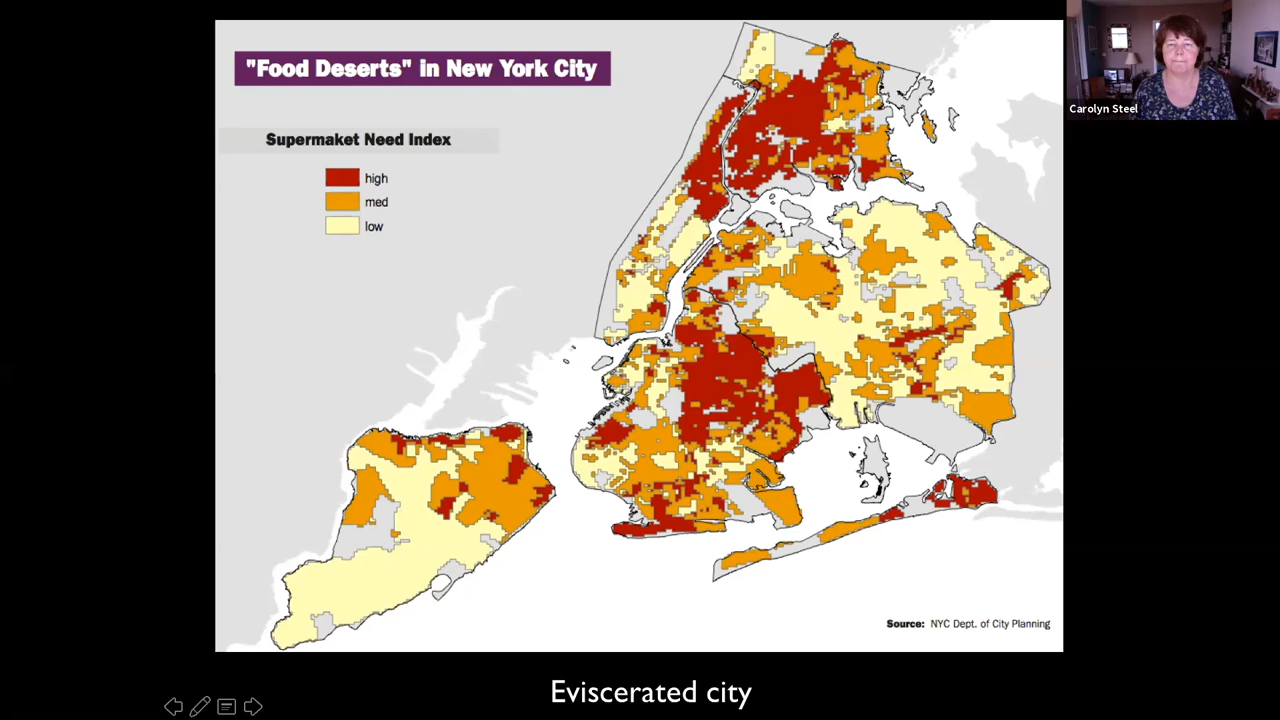 "Food Deserts" in New York City
Supermaket Need Index
high
med
low
Source: NYC Dept. of City Planning
Eviscerated city
Carolyn Steel